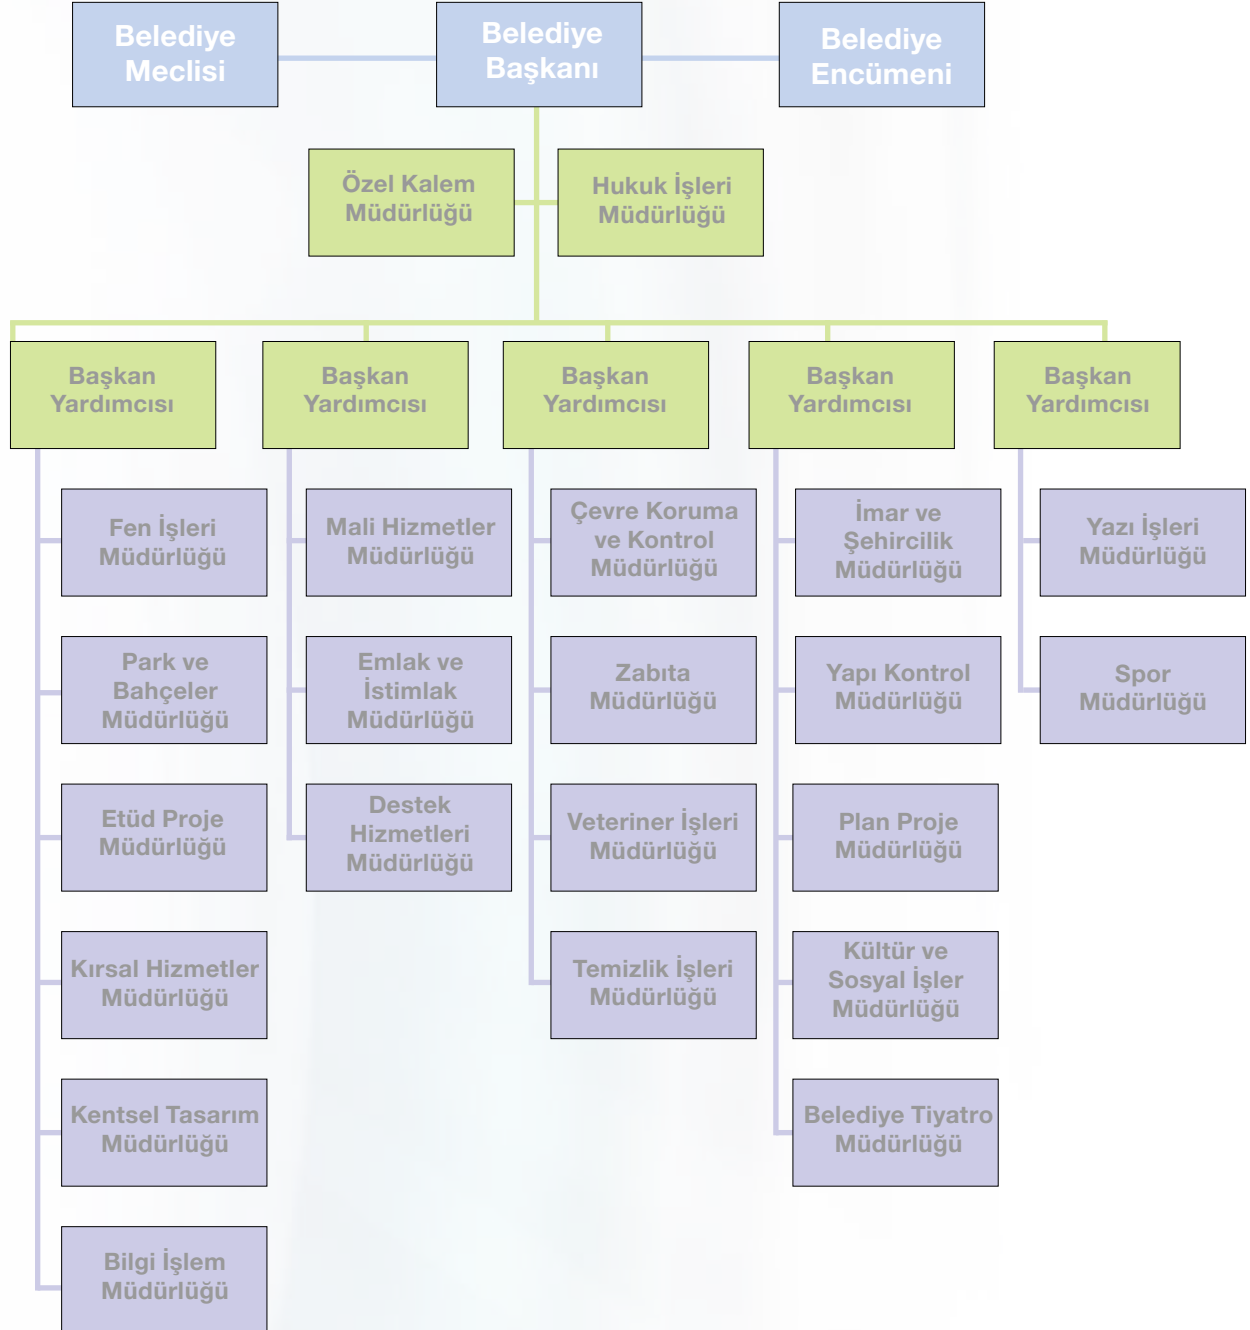 Belediye
Meclisi
Belediye
Başkanı
Belediye
Encümeni
Özel Kalem
Müdürlüğü
Hukuk İşleri
Müdürlüğü
Başkan
Yardımcısı
Başkan
Yardımcısı
Başkan
Yardımcısı
Başkan
Yardımcısı
Başkan
Yardımcısı
Fen İşleri
Müdürlüğü
Mali Hizmetler
Müdürlüğü
Çevre Koruma
ve Kontrol
Müdürlüğü
İmar ve
Şehircilik
Müdürlüğü
Yazı İşleri
Müdürlüğü
Park ve
Bahçeler
Müdürlüğü
Emlak ve
İstimlak
Müdürlüğü
Zabıta
Müdürlüğü
Yapı Kontrol
Müdürlüğü
Spor
Müdürlüğü
Etüd Proje
Müdürlüğü
Destek
Hizmetleri
Müdürlüğü
Veteriner İşleri
Müdürlüğü
Plan Proje
Müdürlüğü
Kırsal Hizmetler
Müdürlüğü
Temizlik İşleri
Müdürlüğü
Kültür ve
Sosyal İşler
Müdürlüğü
Kentsel Tasarım
Müdürlüğü
Belediye Tiyatro
Müdürlüğü
Bilgi İşlem
Müdürlüğü